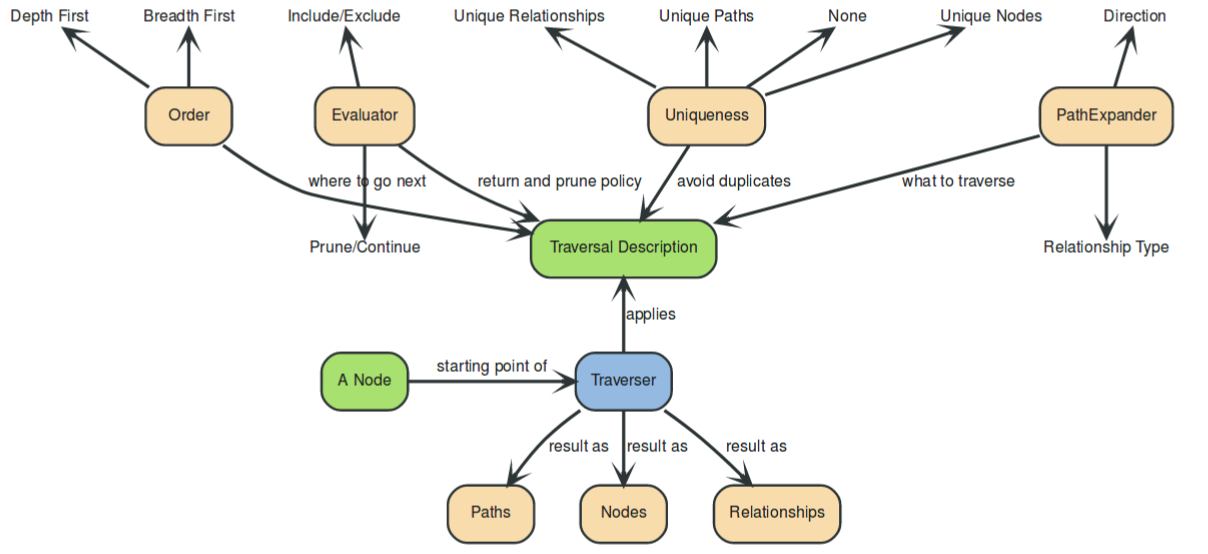 Depth First
Breadth First
Include/Exclude
Unique Relationships
Unique Paths
None
Unique Nodes
Direction
Order
Evaluator
Uniqueness
PathExpander
where to go next
return and prune policy
avoid duplicates
what to traverse
Prune/Continue
Traversal Description
Relationship Type
applies
starting point of
A Node
Traverser
result as
result as
result as
Paths
Nodes
Relationships